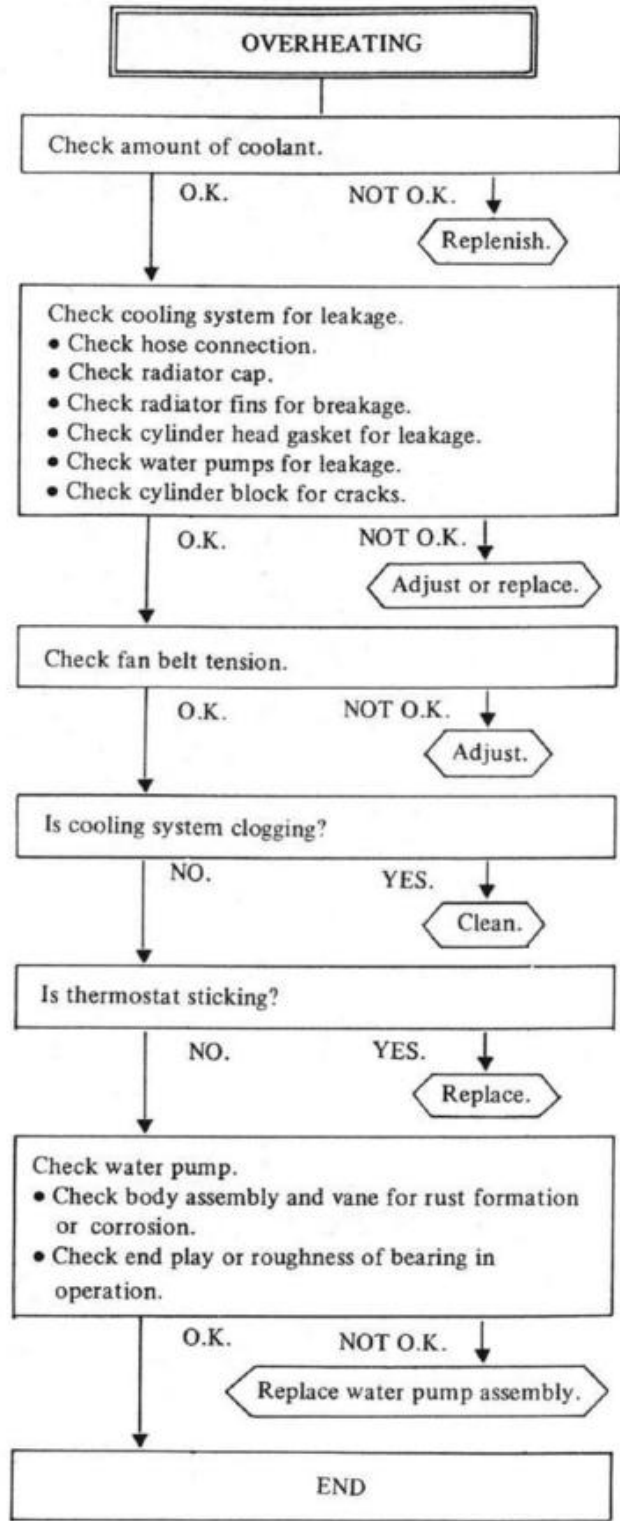 OVERHEATING
Check amount of coolant.
O.K. NOT O.K.
Replenish.
Check cooling system for leakage.
• Check hose connection.
• Check radiator cap.
• Check radiator fins for breakage.
• Check cylinder head gasket for leakage.
• Check water pumps for leakage.
• Check cylinder block for cracks.
O.K. NOT O.K.
Adjust or replace.
Check fan belt tension.
O.K. NOT O.K.
Adjust.
Is cooling system clogging?
NO. YES.
Clean.
Is thermostat sticking?
NO. YES.
Replace.
Check water pump.
• Check body assembly and vane for rust formation
or corrosion.
• Check end play or roughness of bearing in
operation.
O.K. NOT O.K.
Replace water pump assembly.
END